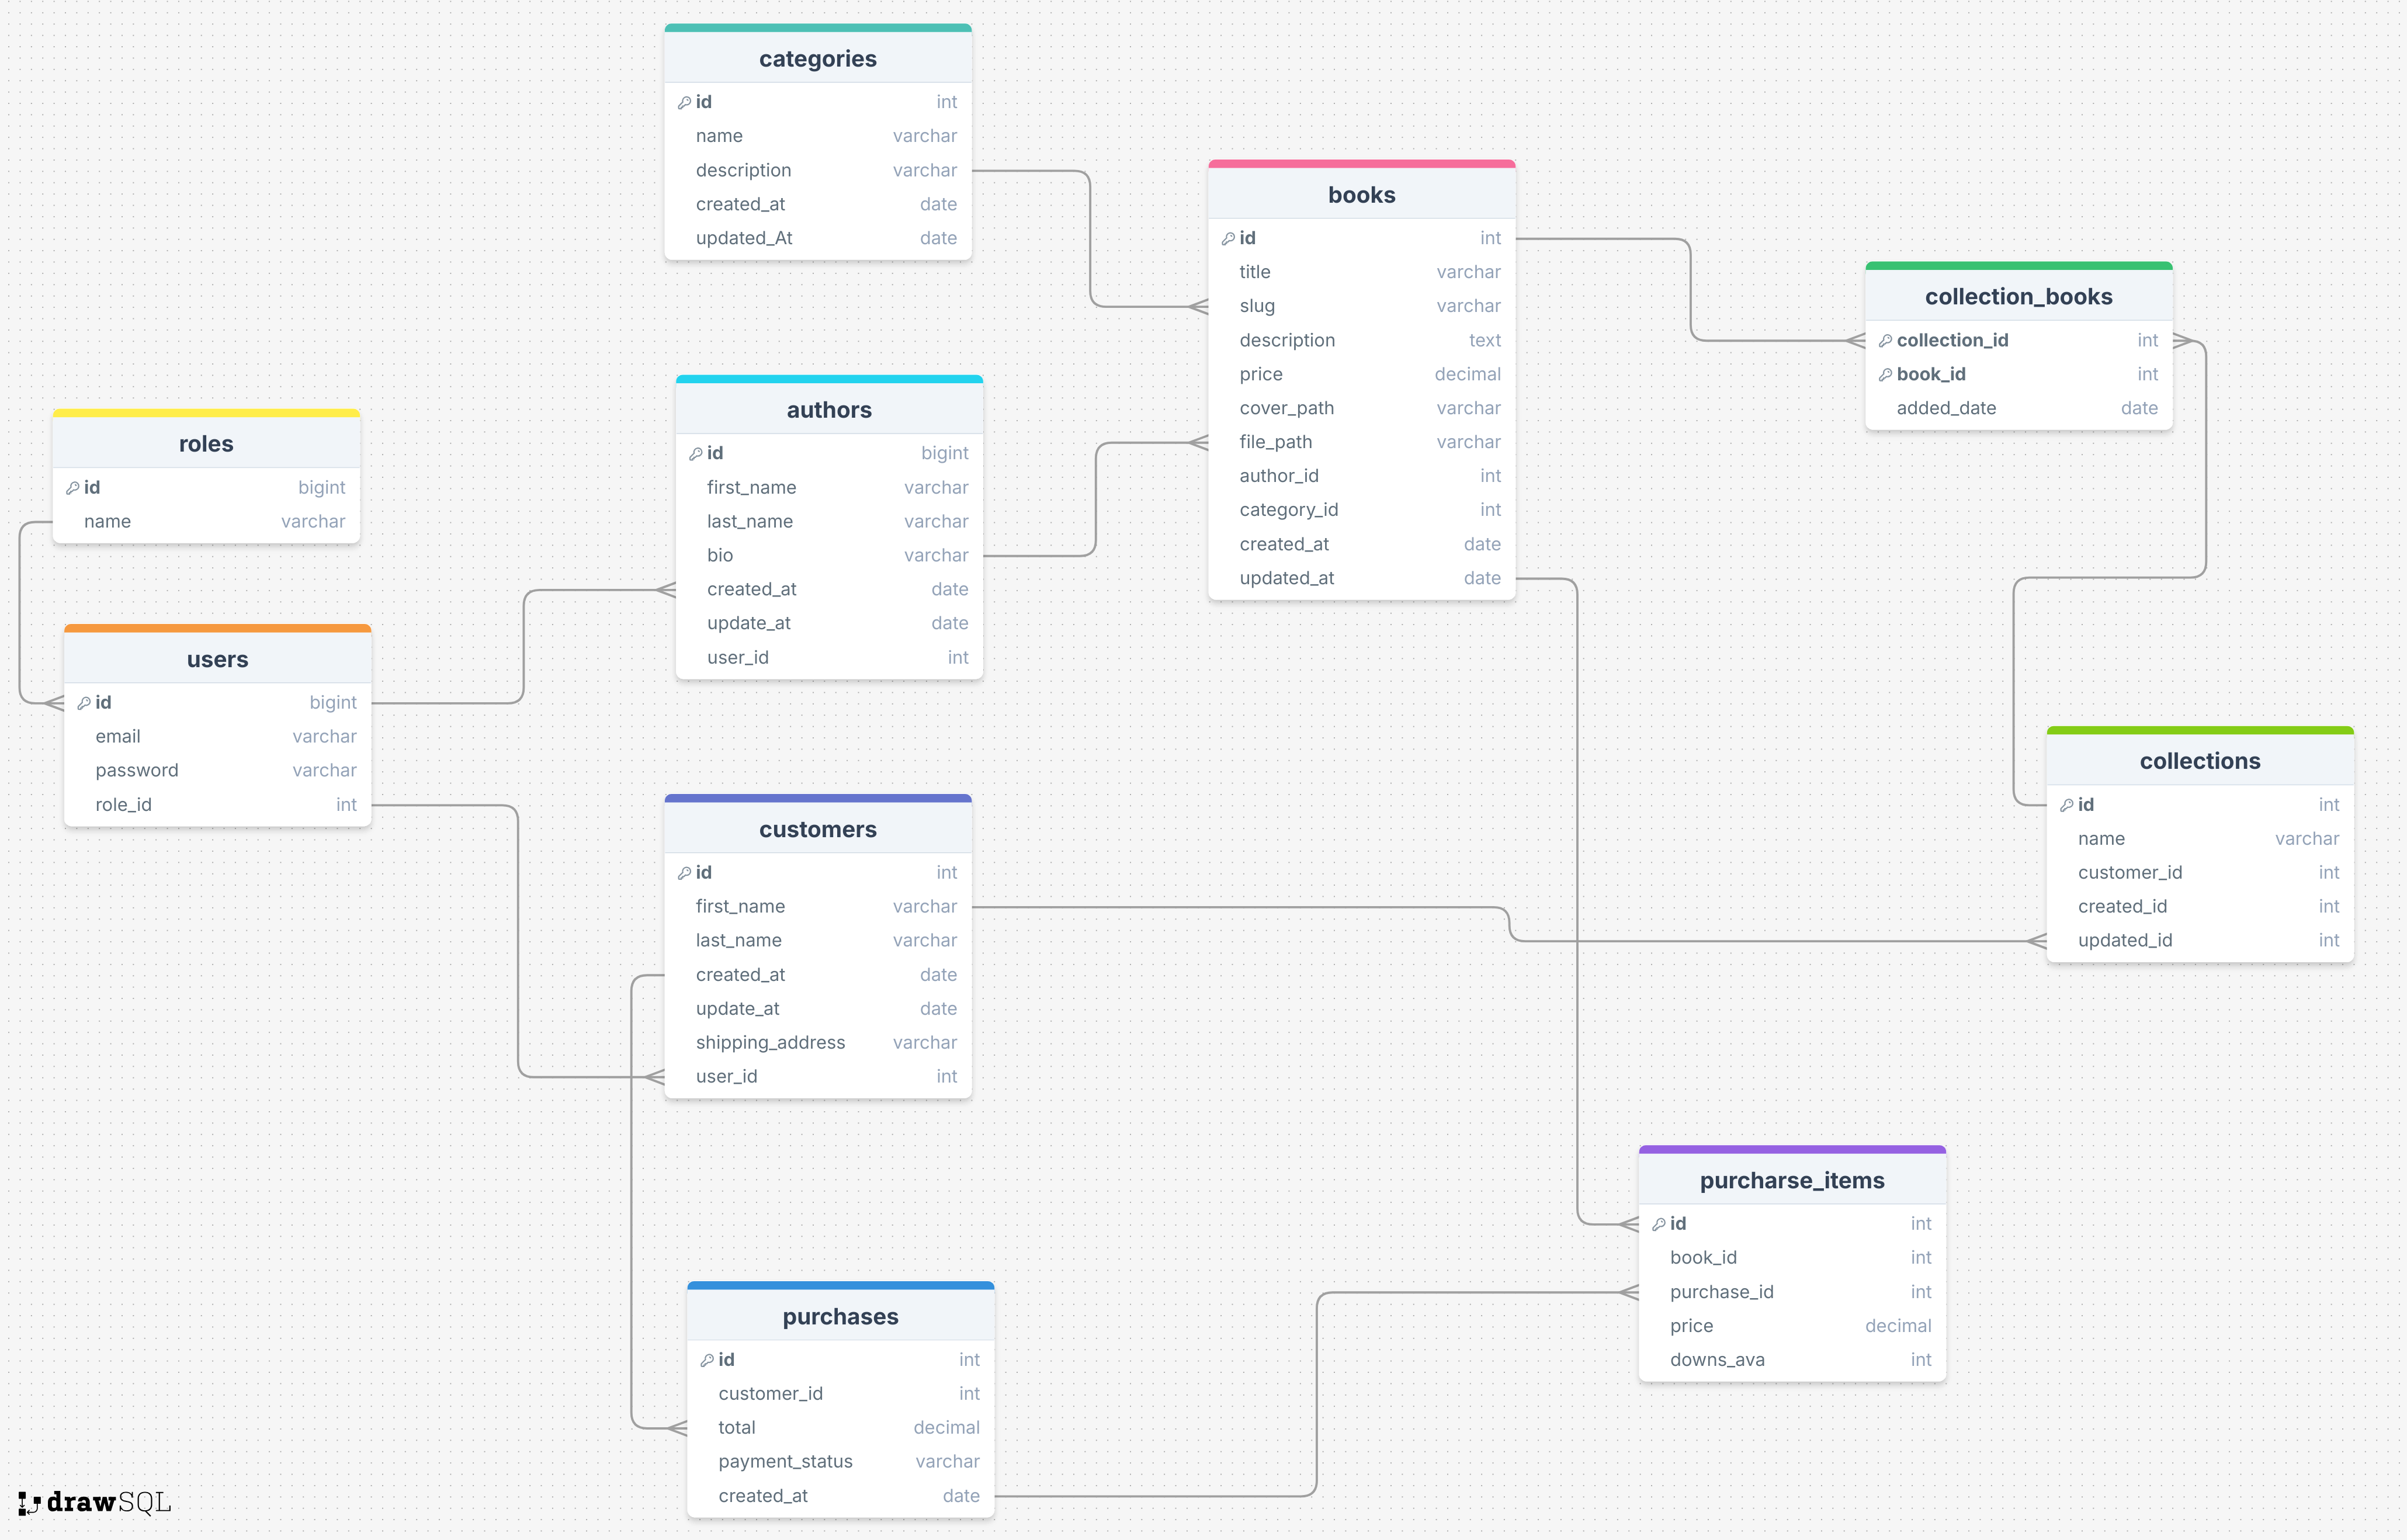 categories
id int
name varchar
description varchar
created_at date
updated_At date
books
id int
title varchar
slug varchar
description text
price decimal
cover_path varchar
file_path varchar
author_id int
category_id int
created_at date
updated_at date
collection_books
collection_id int
book_id int
added_date date
authors
id bigint
first_name varchar
last_name varchar
bio varchar
created_at date
update_at date
user_id int
roles
id bigint
name varchar
users
id bigint
email varchar
password varchar
role_id int
customers
id int
first_name varchar
last_name varchar
created_at date
update_at date
shipping_address varchar
user_id int
collections
id int
name varchar
customer_id int
created_id int
updated_id int
purcharse_items
id int
book_id int
purchase_id int
price decimal
downs_ava int
purchases
id int
customer_id int
total decimal
payment_status varchar
created_at date
drawSQL